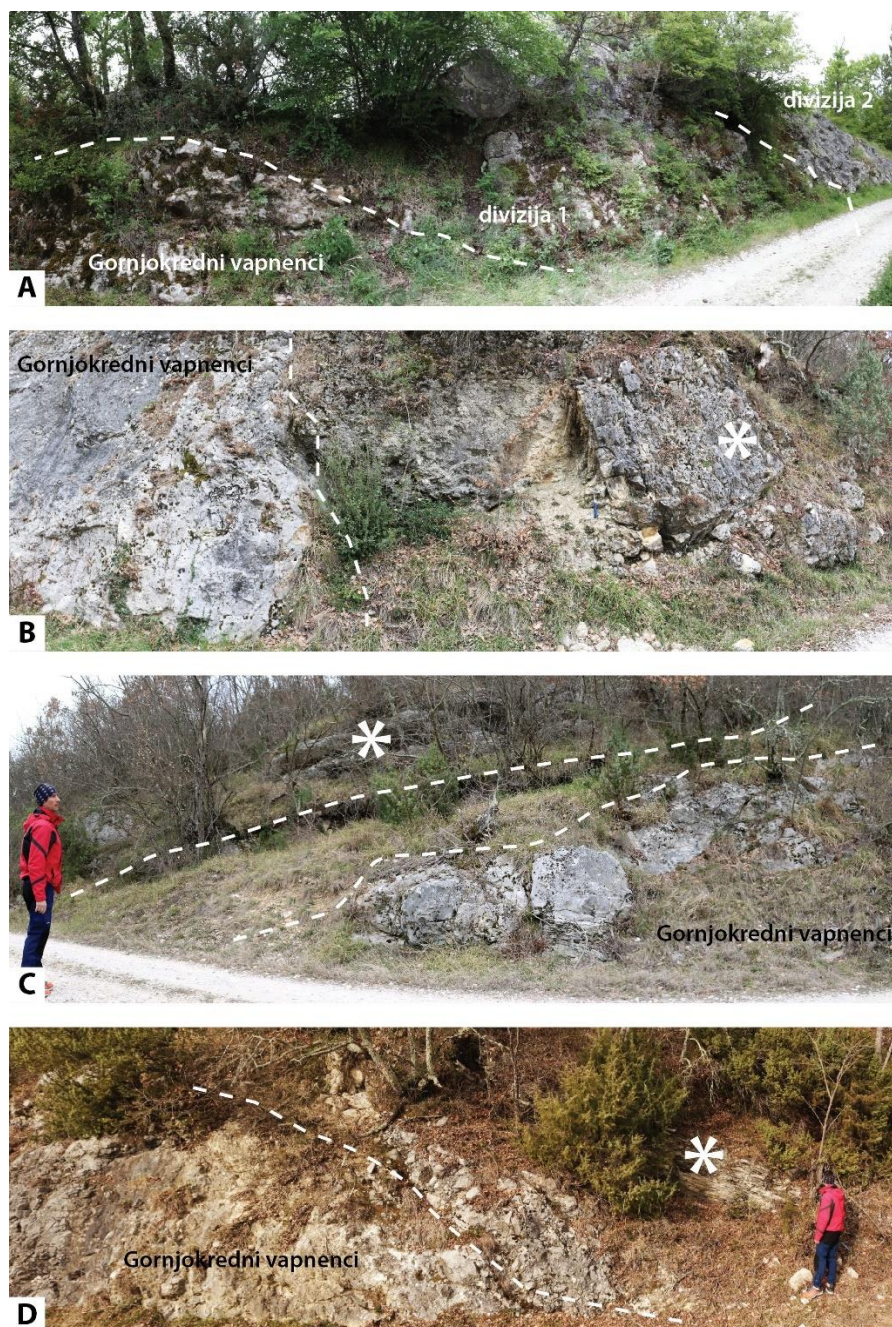 divizija 2
divizija 1
Gornjokredni vapnenci
A
Gornjokredni vapnenci
*
B
*
Gornjokredni vapnenci
C
*
Gornjokredni vapnenci
D